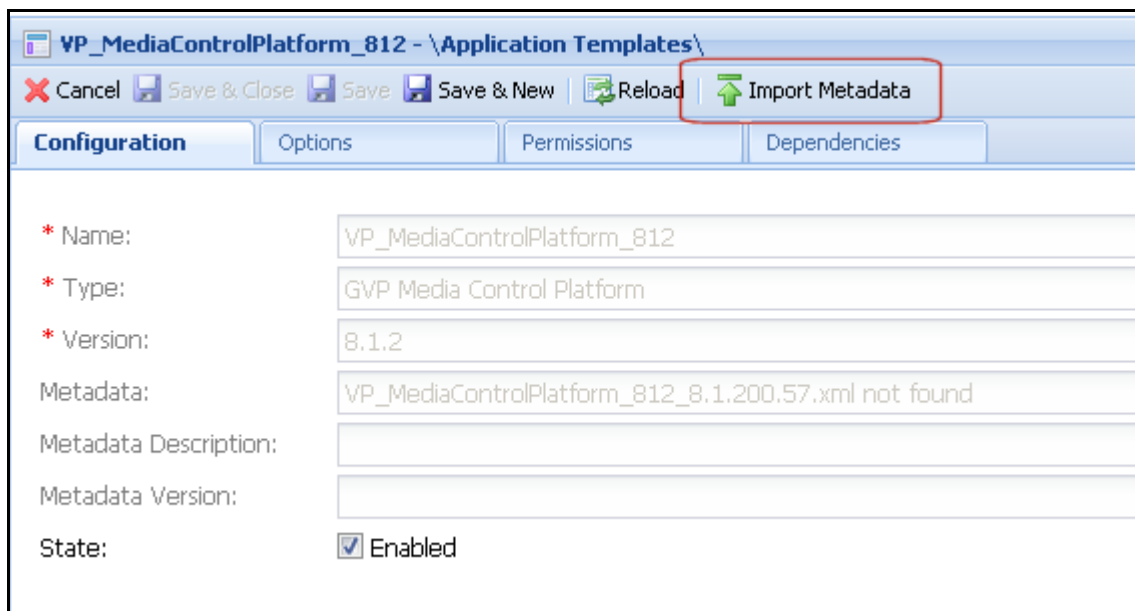 VP_MediaControlPlatform_812 - \Application Templates\
Cancel Save & Close Save Save & New Reload Import Metadata
Configuration Options Permissions Dependencies
* Name: VP_MediaControlPlatform_812
* Type: GVP Media Control Platform
* Version: 8.1.2
Metadata: VP_MediaControlPlatform_812_8.1.200.57.xml not found
Metadata Description:
Metadata Version:
State: Enabled